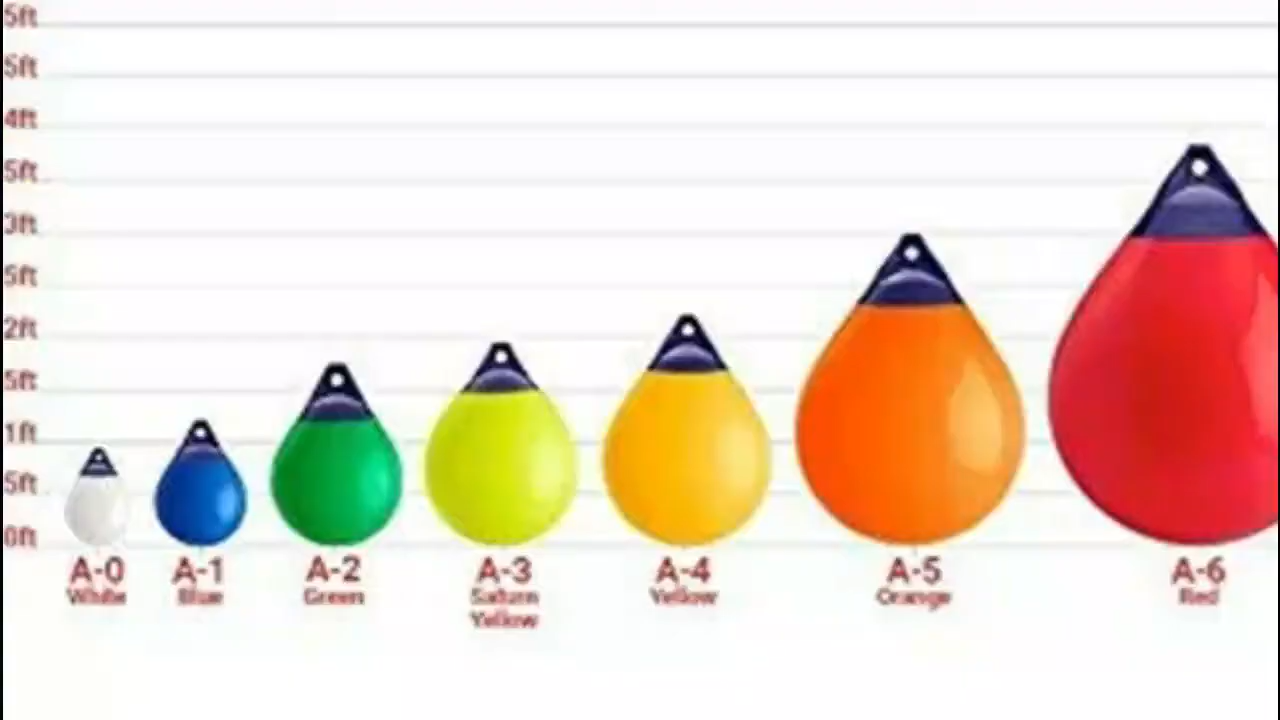 5ft
5ft
4ft
5ft
3ft
5ft
2ft
5ft
1ft
5ft
0ft
A-0 A-1 A-2 A-3 A-4 A-5 A-6
White Blue Green Saturn Yellow Orange Red
Yellow